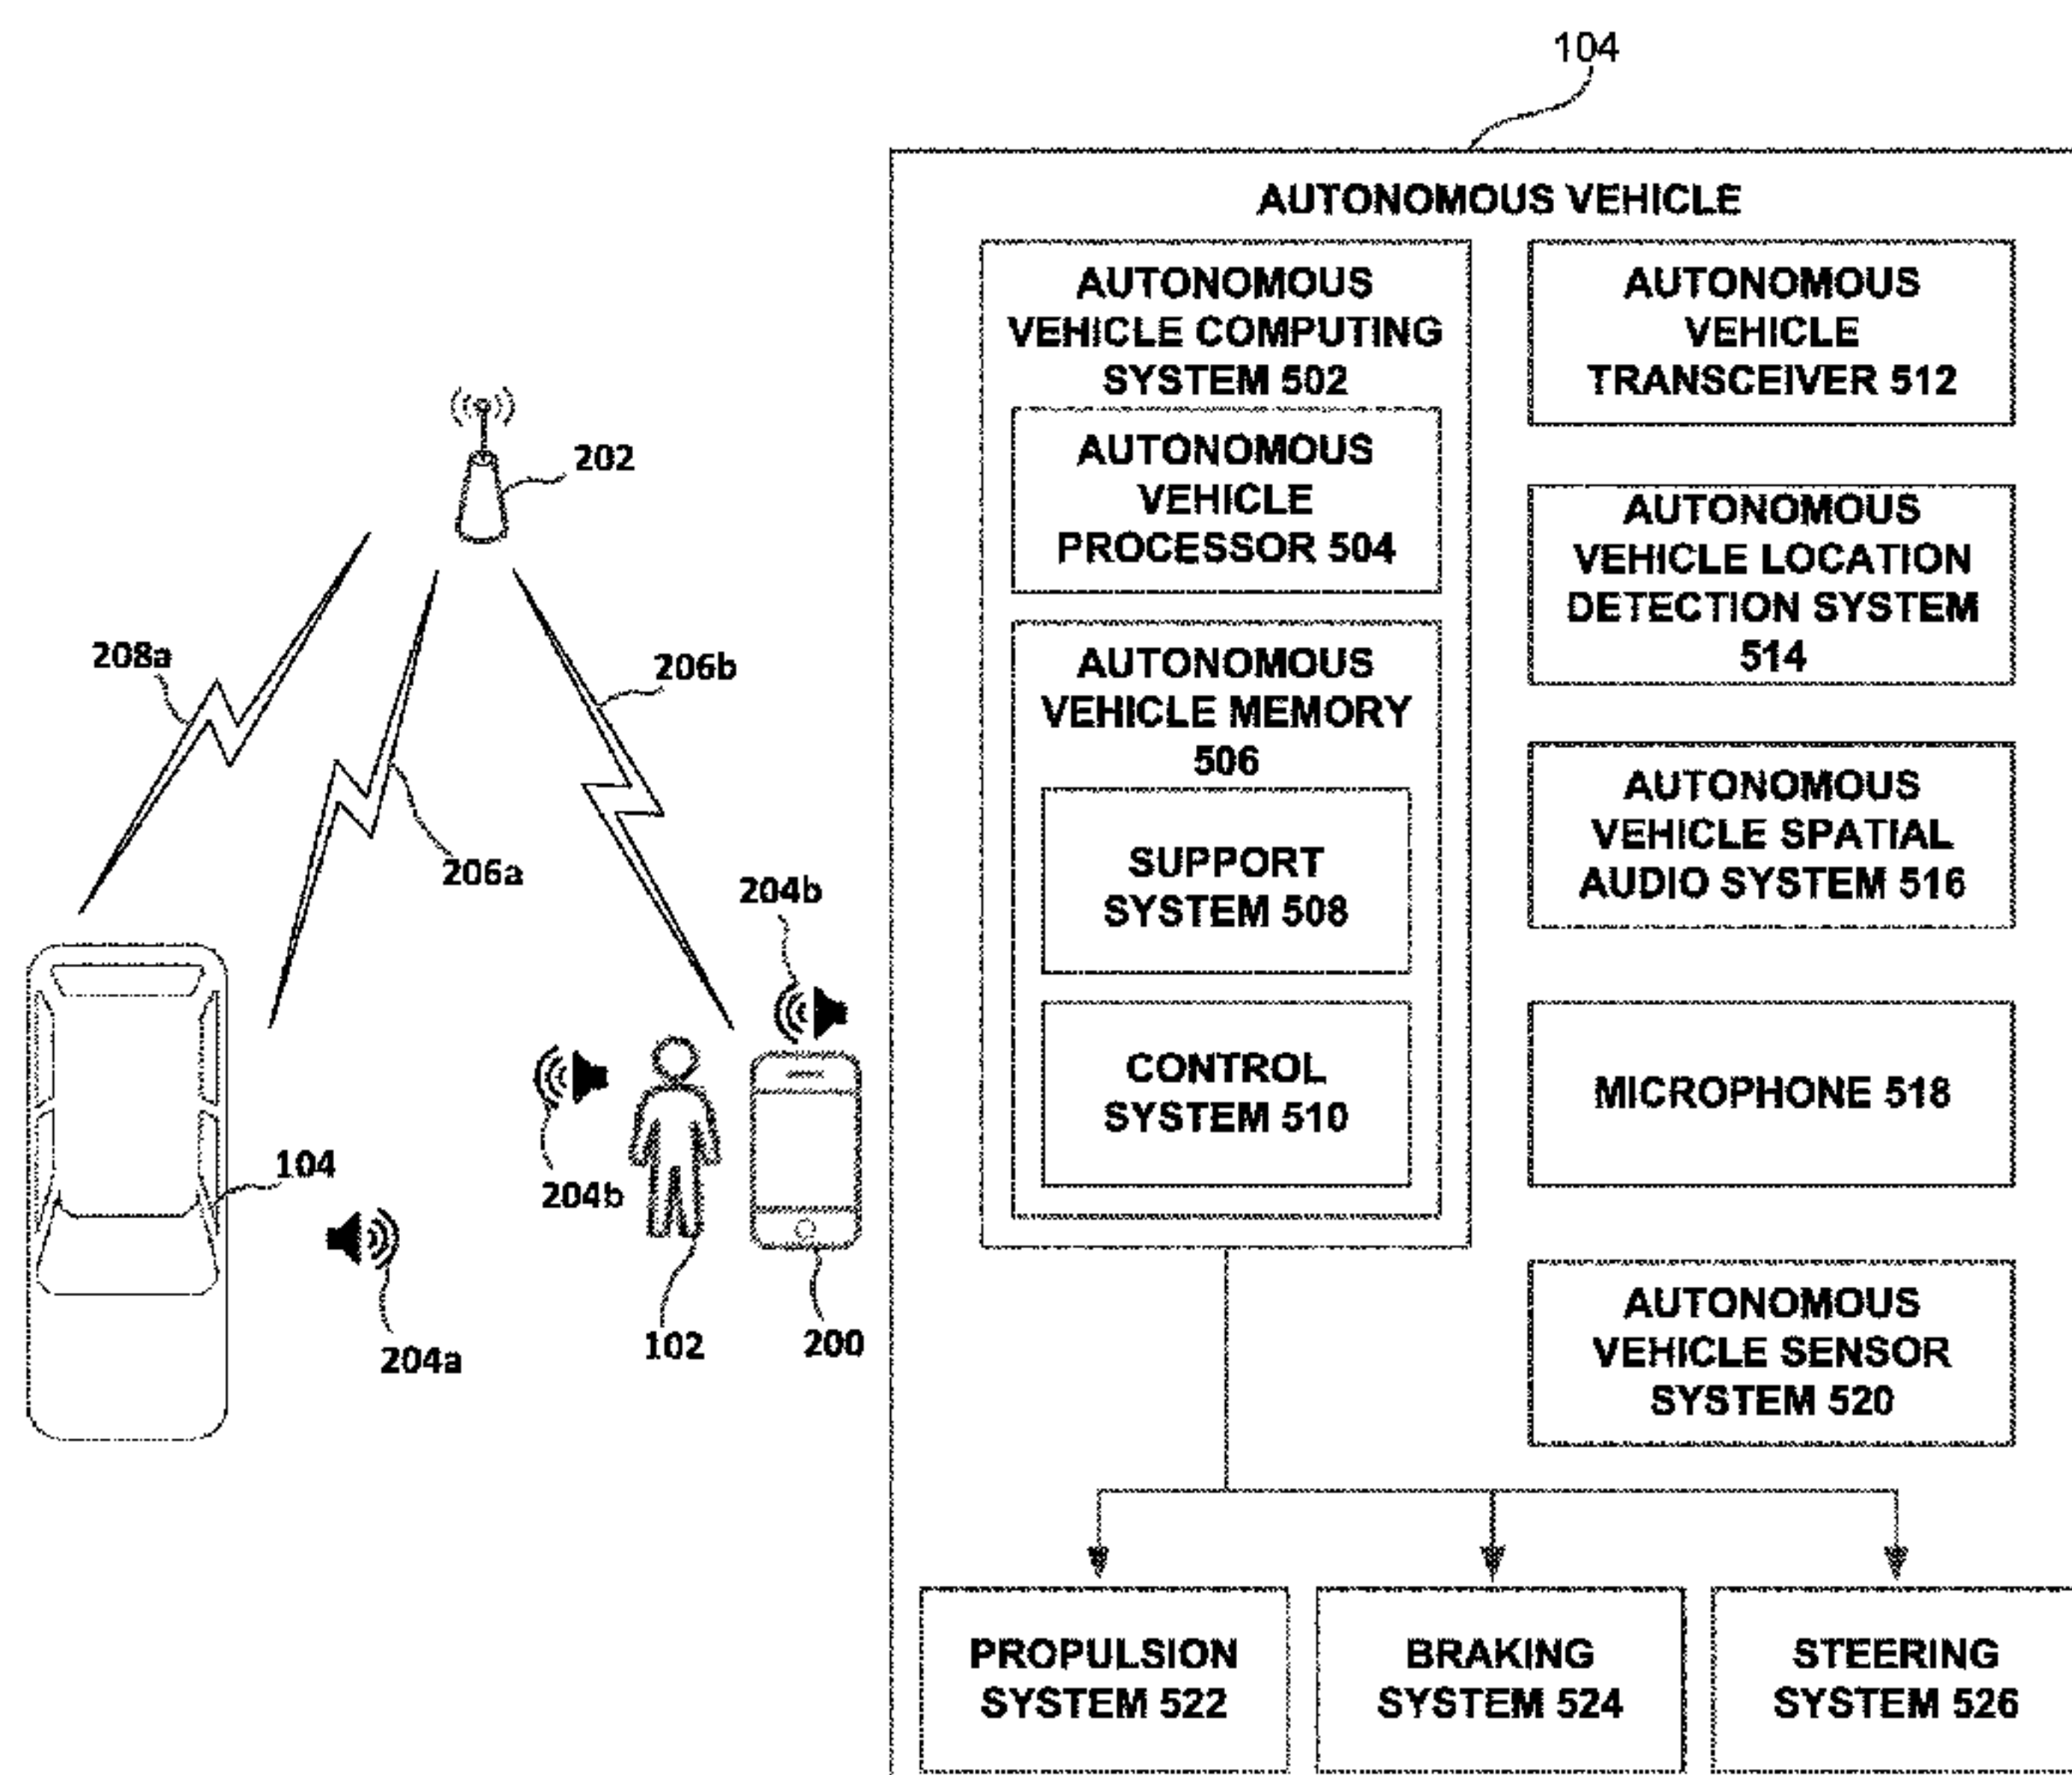 104
202
208a
206b
206a
204b
104
204b
204a
102
200
AUTONOMOUS VEHICLE
AUTONOMOUS
VEHICLE COMPUTING
SYSTEM 502
AUTONOMOUS
VEHICLE
PROCESSOR 504
AUTONOMOUS
VEHICLE MEMORY
506
SUPPORT
SYSTEM 508
CONTROL
SYSTEM 510
AUTONOMOUS
VEHICLE
TRANSCEIVER 512
AUTONOMOUS
VEHICLE LOCATION
DETECTION SYSTEM
514
AUTONOMOUS
VEHICLE SPATIAL
AUDIO SYSTEM 516
MICROPHONE 518
AUTONOMOUS
VEHICLE SENSOR
SYSTEM 520
PROPULSION
SYSTEM 522
BRAKING
SYSTEM 524
STEERING
SYSTEM 526